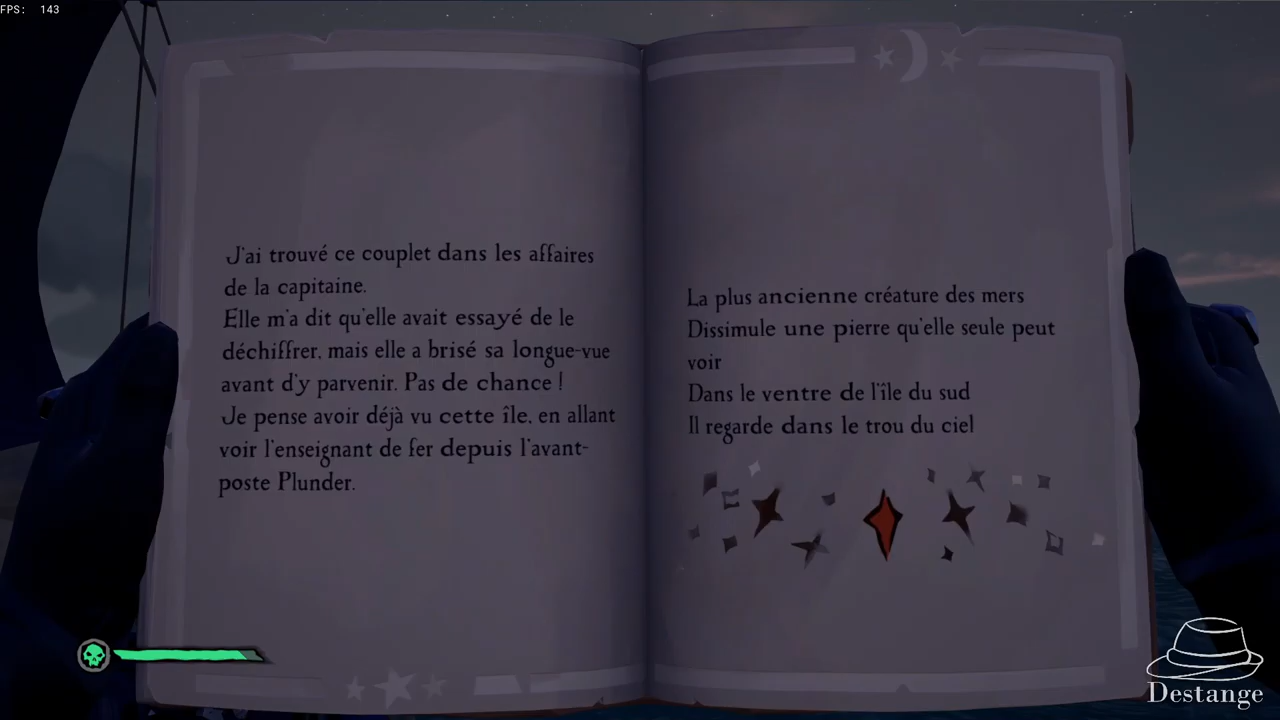 FPS: 143
J'ai trouvé ce couplet dans les affaires
de la capitaine.
Elle m'a dit qu'elle avait essayé de le
déchiffrer, mais elle a brisé sa longue-vue
avant d'y parvenir. Pas de chance !
Je pense avoir déjà vu cette île, en allant
voir l'enseignant de fer depuis l'avant-
poste Plunder.
La plus ancienne créature des mers
Dissimule une pierre qu'elle seule peut
voir
Dans le ventre de l'île du sud
Il regarde dans le trou du ciel
Destange